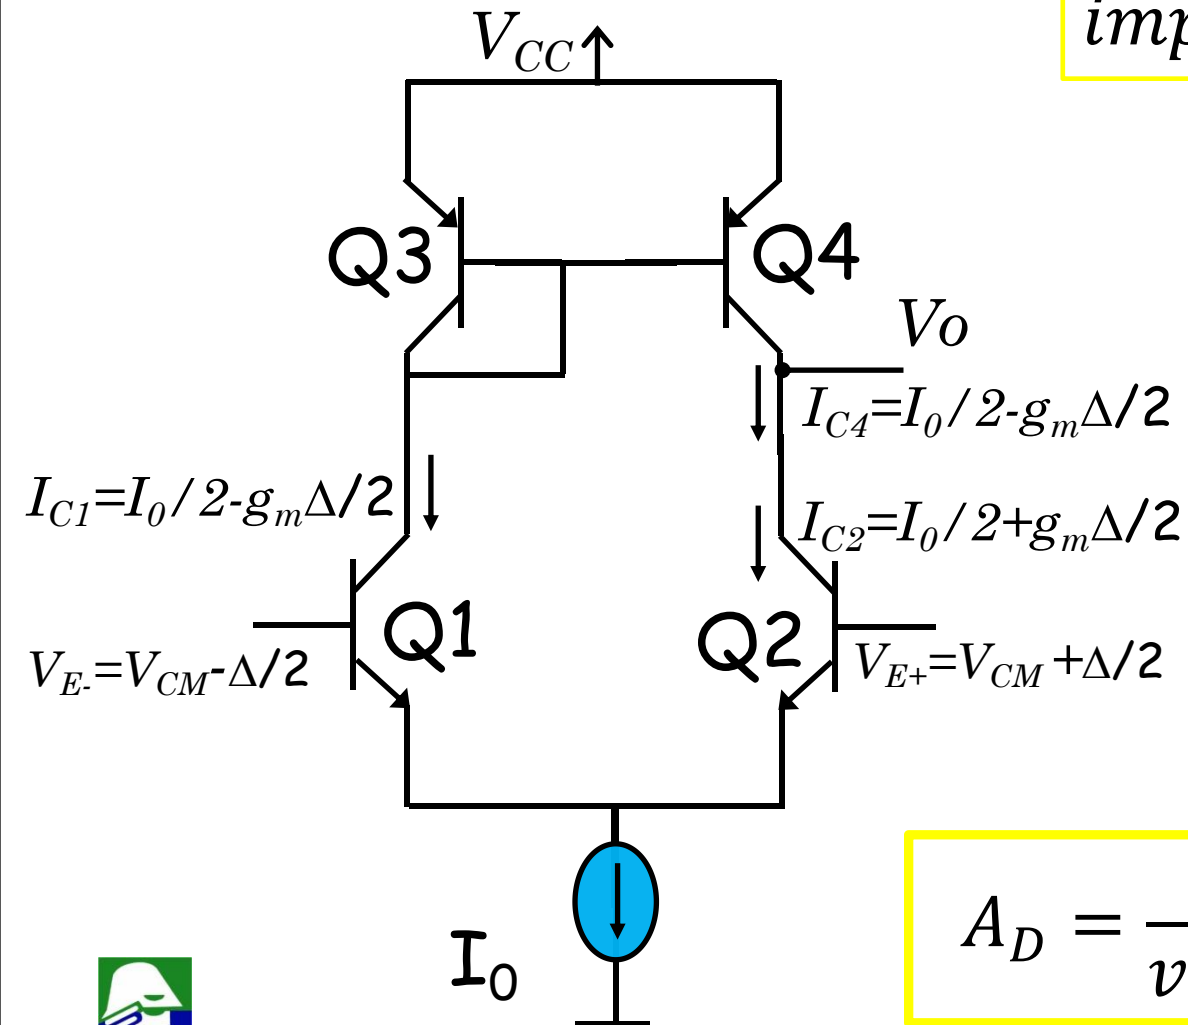 imp
V_CC
Q3
Q4
Vo
I_C4=I_0/2-g_mΔ/2
I_C1=I_0/2-g_mΔ/2
I_C2=I_0/2+g_mΔ/2
Q1
Q2
V_E-=V_CM-Δ/2
V_E+=V_CM+Δ/2
A_D =
v
I_0